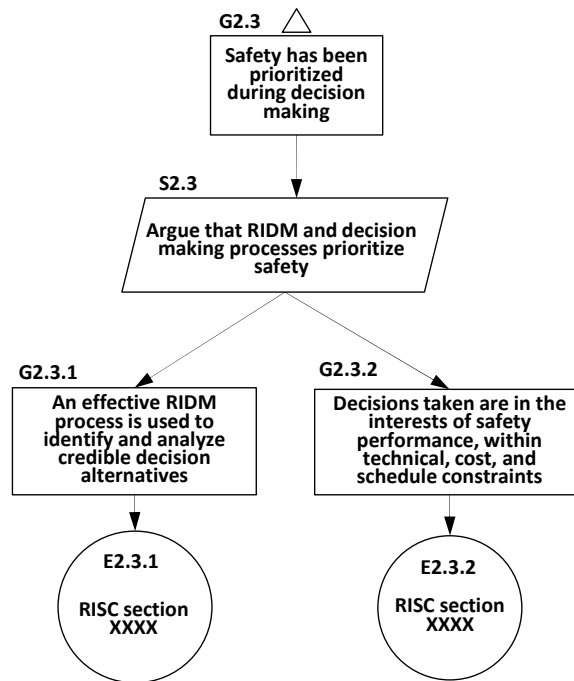 G2.3
Safety has been
prioritized
during decision
making
S2.3
Argue that RIDM and decision
making processes prioritize
safety
G2.3.1
An effective RIDM
process is used to
identify and analyze
credible decision
alternatives
G2.3.2
Decisions taken are in the
interests of safety
performance, within
technical, cost, and
schedule constraints
E2.3.1
RISC section
XXXX
E2.3.2
RISC section
XXXX